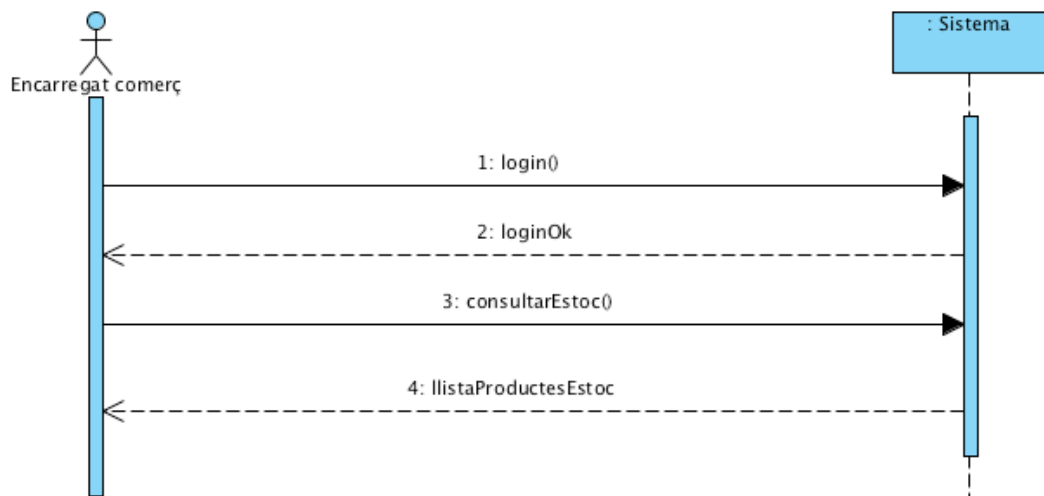 : Sistema
Encarregat comerç
1: login()
2: loginOk
3: consultarEstoc()
4: llistaProductesEstoc